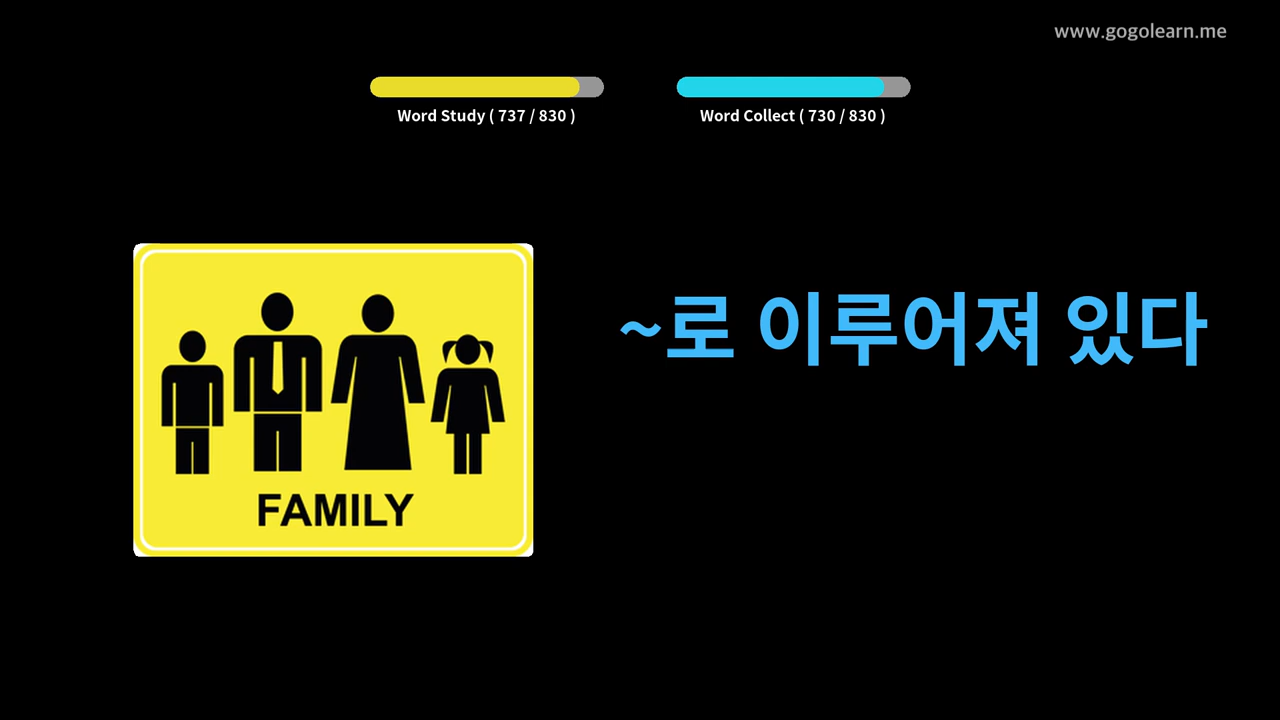 www.gogolearn.me
Word Study ( 737 / 830 )
Word Collect ( 730 / 830 )
~로 이루어져 있다
FAMILY